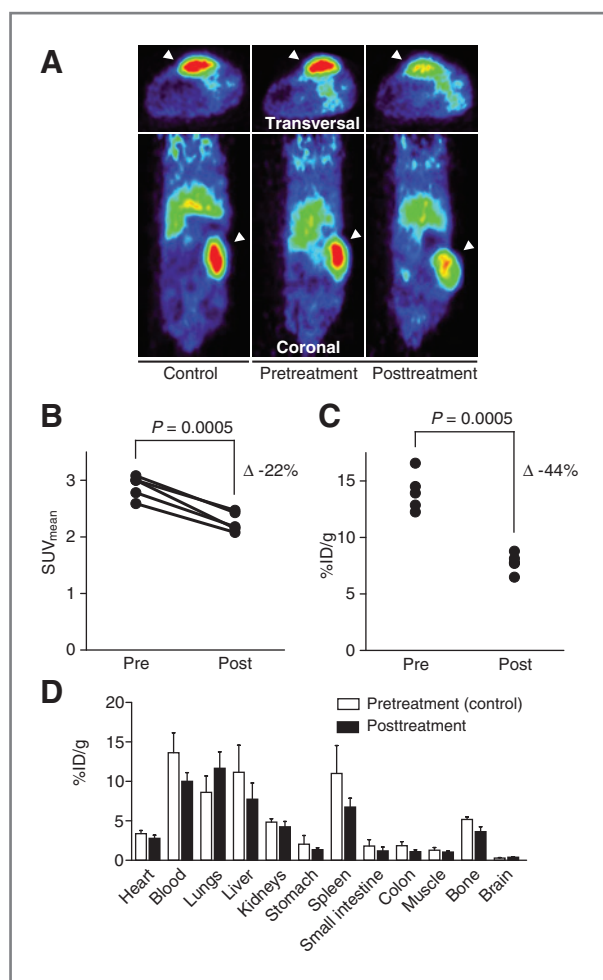 A
Transversal
Coronal
Control Pretreatment Posttreatment
B
P = 0.0005
Δ -22%
3
2
1
0
SUVmean
Pre Post
C
P = 0.0005
Δ -44%
15
10
5
0
%ID/g
Pre Post
D
20
15
10
5
0
%ID/g
Pretreatment (control)
Posttreatment
Heart
Blood
Lungs
Liver
Kidneys
Stomach
Spleen
Small intestine
Colon
Muscle
Bone
Brain